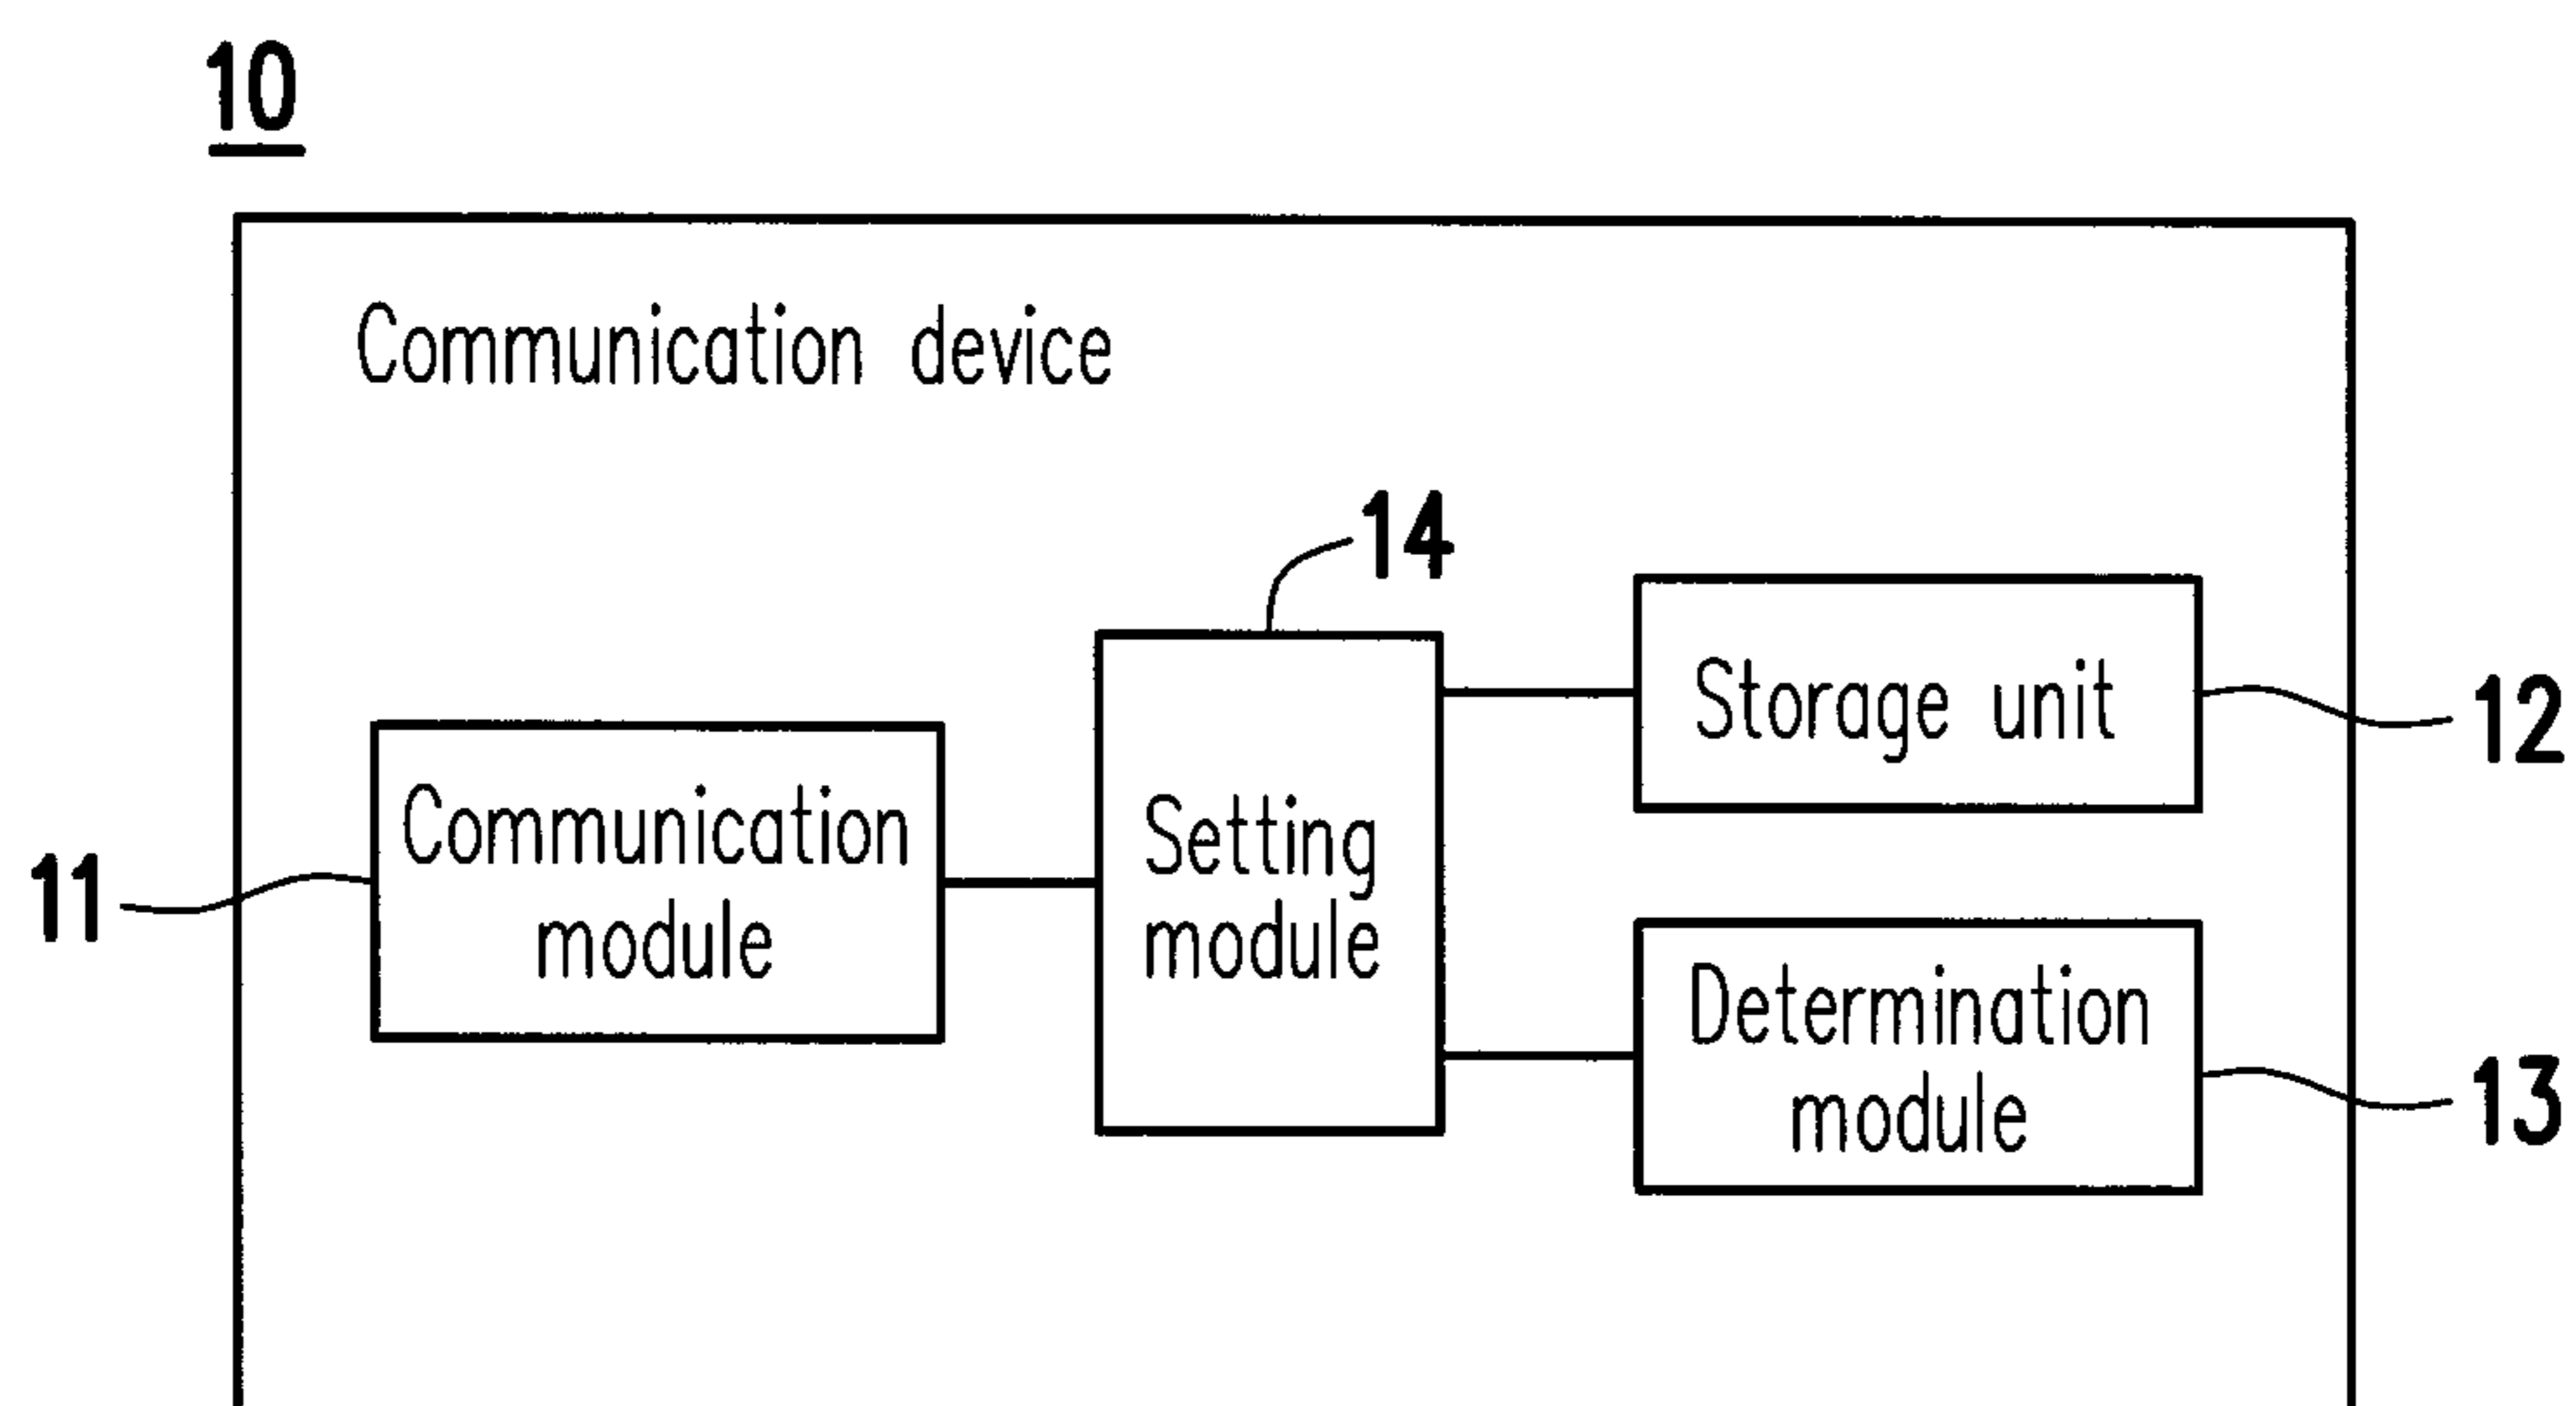 10
Communication device
14
Storage unit
12
Communication
module
11
Setting
module
Determination
module
13